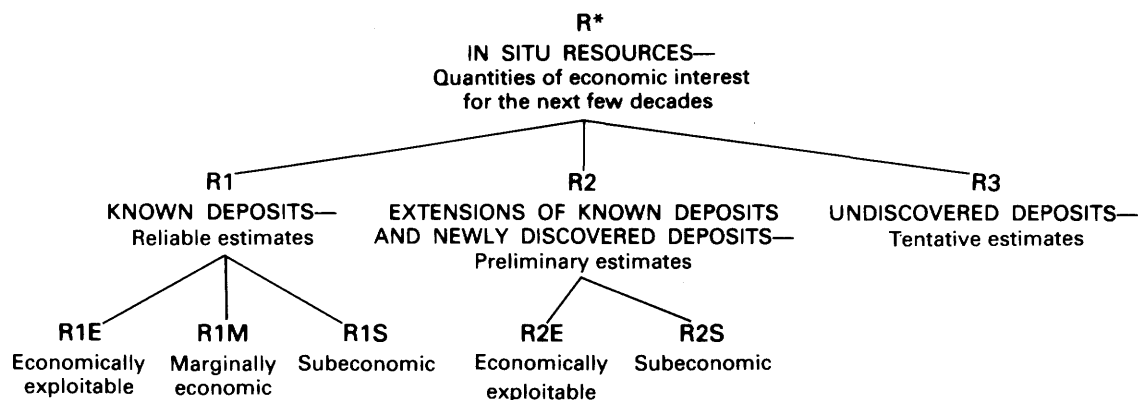 R*
IN SITU RESOURCES—
Quantities of economic interest
for the next few decades
R1
KNOWN DEPOSITS—
Reliable estimates
R2
EXTENSIONS OF KNOWN DEPOSITS
AND NEWLY DISCOVERED DEPOSITS—
Preliminary estimates
R3
UNDISCOVERED DEPOSITS—
Tentative estimates
R1E
Economically
exploitable
R1M
Marginally
economic
R1S
Subeconomic
R2E
Economically
exploitable
R2S
Subeconomic